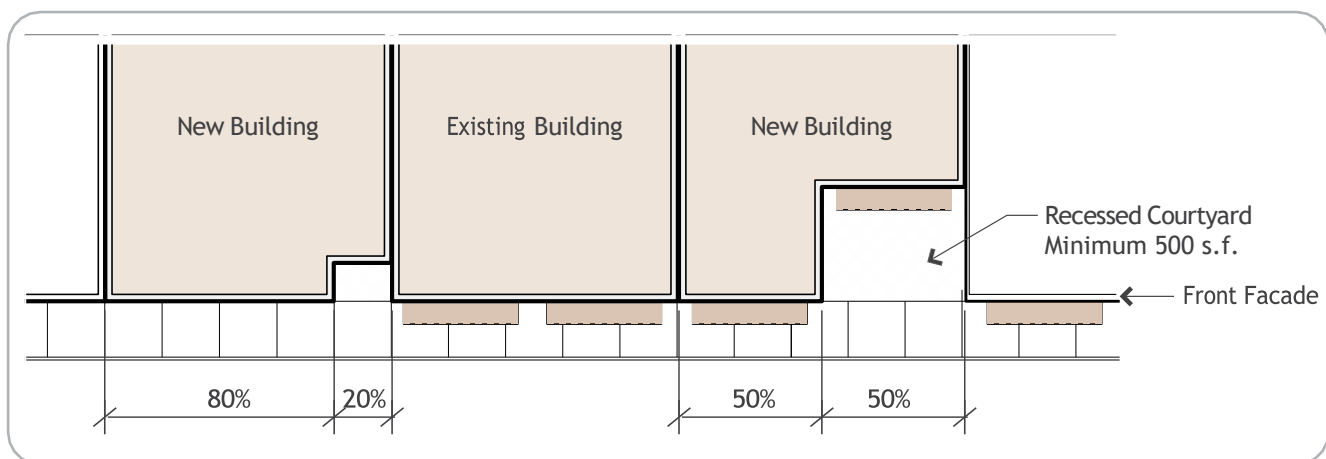 New Building
Existing Building
New Building
Recessed Courtyard
Minimum 500 s.f.
Front Facade
80%
20%
50%
50%